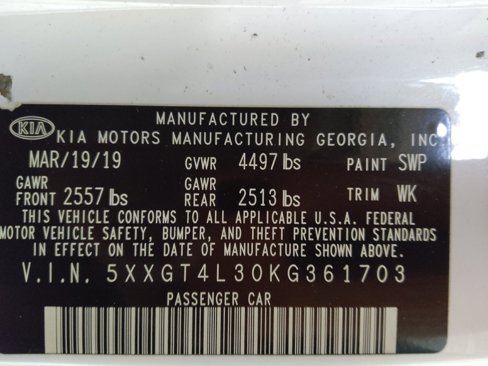 MANUFACTURED BY
KIA KIA MOTORS MANUFACTURING GEORGIA, INC
MAR/19/19 GVWR 4497 lbs PAINT SWP
GAWR FRONT 2557 lbs GAWR REAR 2513 lbs TRIM WK
THIS VEHICLE CONFORMS TO ALL APPLICABLE U.S.A. FEDERAL
MOTOR VEHICLE SAFETY, BUMPER, AND THEFT PREVENTION STANDARDS
IN EFFECT ON THE DATE OF MANUFACTURE SHOWN ABOVE.
V.I.N. 5XXGT4L30KG361703
PASSENGER CAR